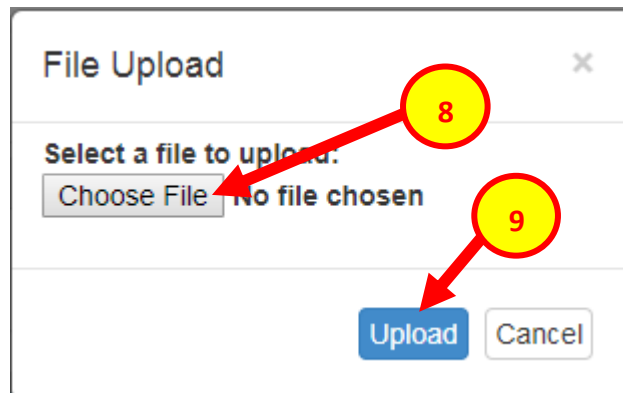 File Upload ×
8
Select a file to upload:
Choose File No file chosen
9
Upload Cancel